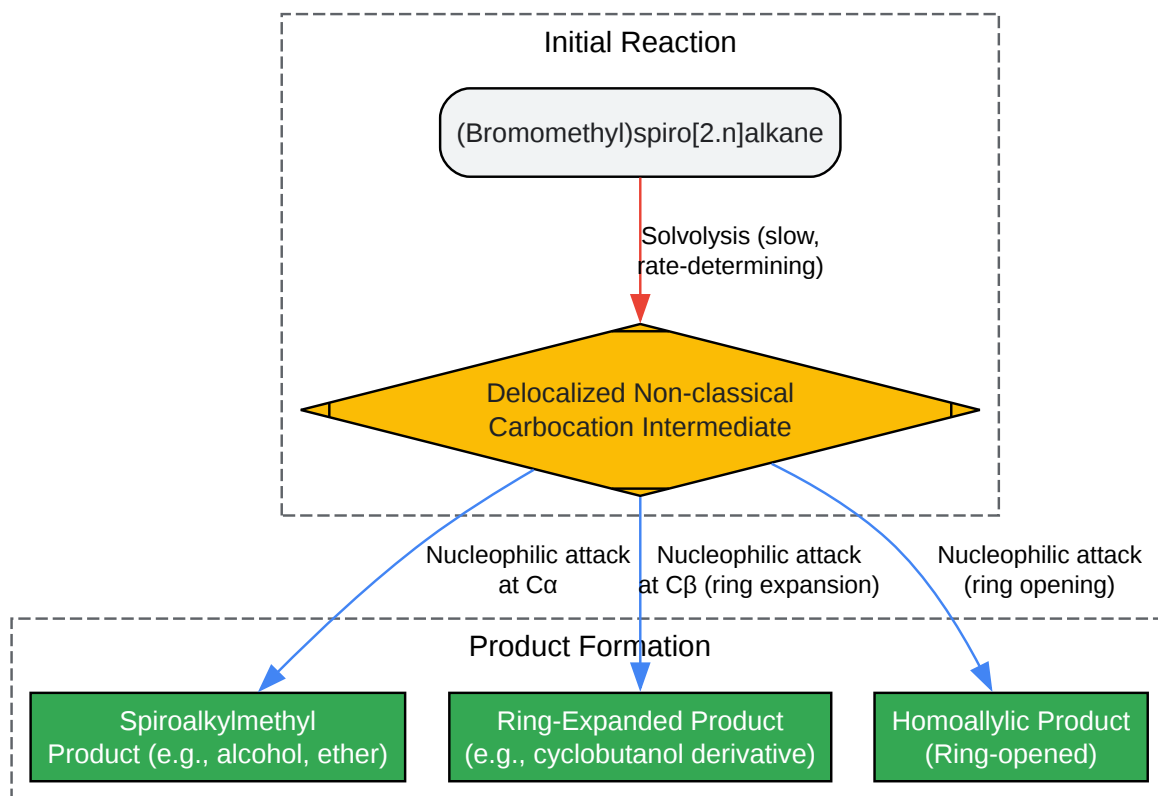 Initial Reaction
(Bromomethyl)spiro[2.n]alkane
Solvolysis (slow,
rate-determining)
Delocalized Non-classical
Carbocation Intermediate
Nucleophilic attack
at Cα
Nucleophilic attack
at Cβ (ring expansion)
Nucleophilic attack
(ring opening)
Product Formation
Spiroalkylmethyl
Product (e.g., alcohol, ether)
Ring-Expanded Product
(e.g., cyclobutanol derivative)
Homoallylic Product
(Ring-opened)